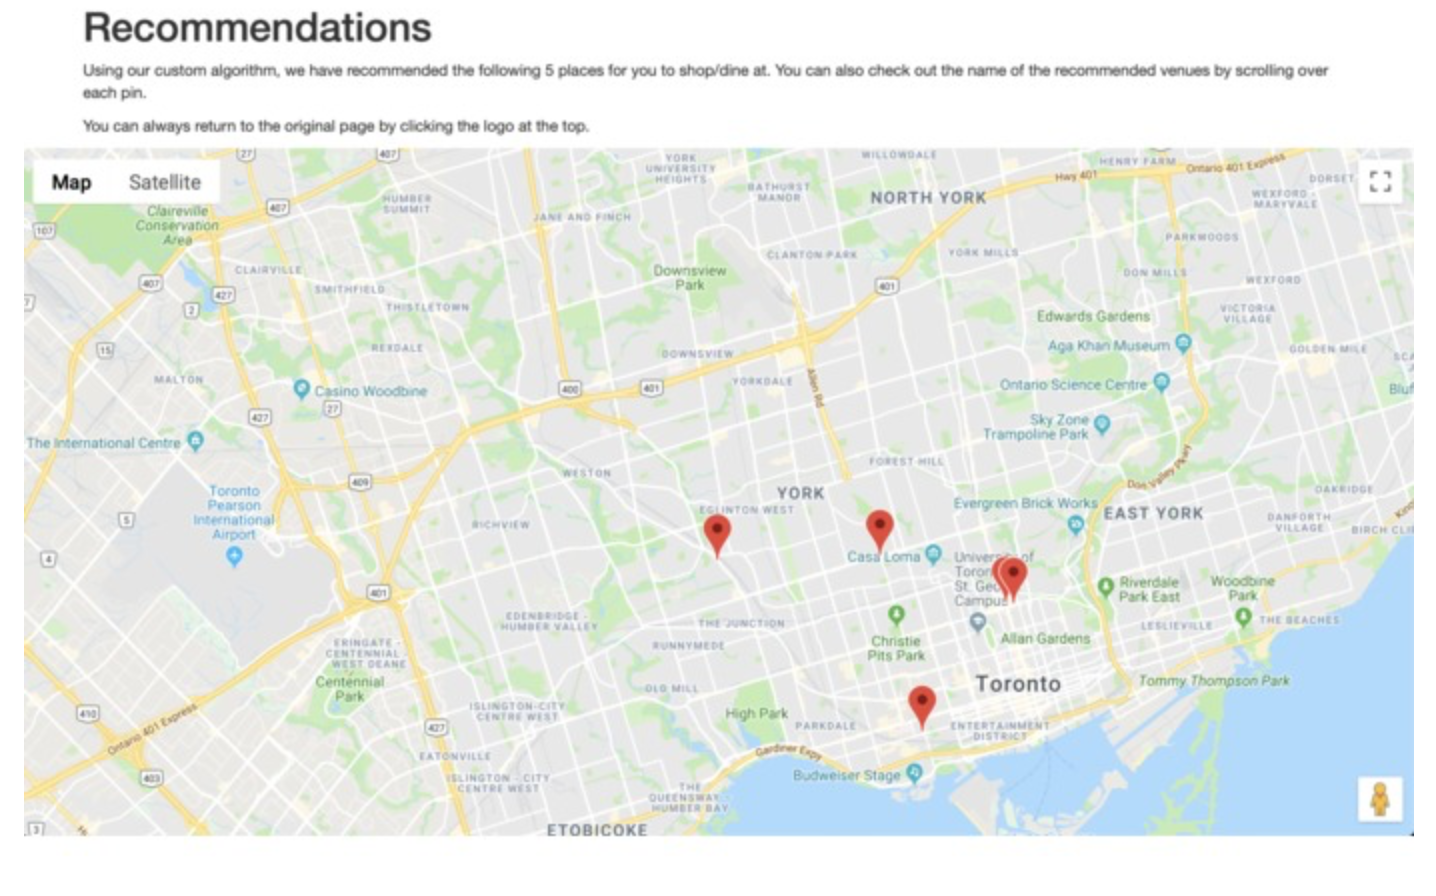 Recommendations
Using our custom algorithm, we have recommended the following 5 places for you to shop/dine at. You can also check out the name of the recommended venues by scrolling over
each pin.
You can always return to the original page by clicking the logo at the top.
Map Satellite
27
407
YORK
UNIVERSITY
HEIGHTS
WILLOWDALE
HENRY FARM
Ontario 401 Express
Hwy 401
DORSET
BATHURST
MANOR
NORTH YORK
WEXFORD -
MARYVALE
HUMBER
SUMMIT
407
Claireville
Conservation
Area
JANE AND FINCH
107
PARKWOODS
CLANTON PARK
YORK MILLS
CLAIRVILLE
Downsview
Park
DON MILLS
WEXFORD
407
427
SMITHFIELD
401
2
THISTLETOWN
VICTORIA
VILLAGE
Edwards Gardens
Aga Khan Museum
GOLDEN MILE
15
REXDALE
DOWNSVIEW
MALTON
YORKDALE
Allen Rd
Ontario Science Centre
Casino Woodbine
400
401
27
427
Sky Zone
Trampoline Park
The International Centre
FOREST HILL
Don Valley Pkwy
WESTON
409
YORK
OAKRIDGE
Toronto
Pearson
International
Airport
EGLINTON WEST
Evergreen Brick Works
EAST YORK
DANFORTH
VILLAGE
5
RICHVIEW
4
Casa Loma
401
Riverdale
Park East
Woodbine
Park
EDENBRIDGE -
HUMBER VALLEY
THE JUNCTION
Campus
THE BEACHES
LESLIEVILLE
ERINGATE -
CENTENNIAL -
WEST DEANE
RUNNYMEDE
Christie
Pits Park
Allan Gardens
Centennial
Park
OLD MILL
Toronto
Tommy Thompson Park
410
ISLINGTON-CITY
CENTRE WEST
High Park
PARKDALE
ENTERTAINMENT
DISTRICT
Ontario 401 Express
427
EATONVILLE
Gardiner Expy
403
ISLINGTON - CITY
CENTRE WEST
Budweiser Stage
THE
QUEENSWAY -
HUMBER BAY
3
ETOBICOKE